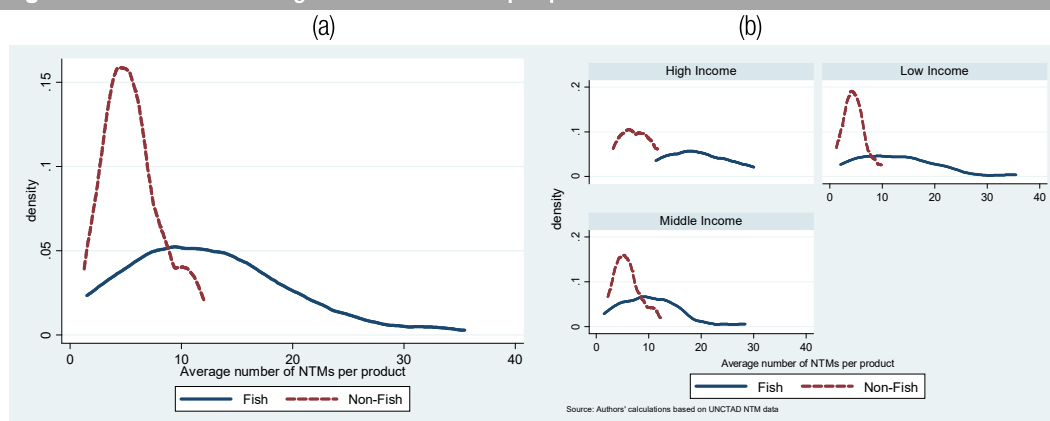 (a)
(b)
density
.15
.1
.05
0
0 10 20 30 40
Average number of NTMs per product
Fish Non-Fish
High Income
Low Income
.2
.1
0
0 10 20 30 40
density
Middle Income
.2
.1
0
0 10 20 30 40
Average number of NTMs per product
Fish Non-Fish
Source: Authors' calculations based on UNCTAD NTM data